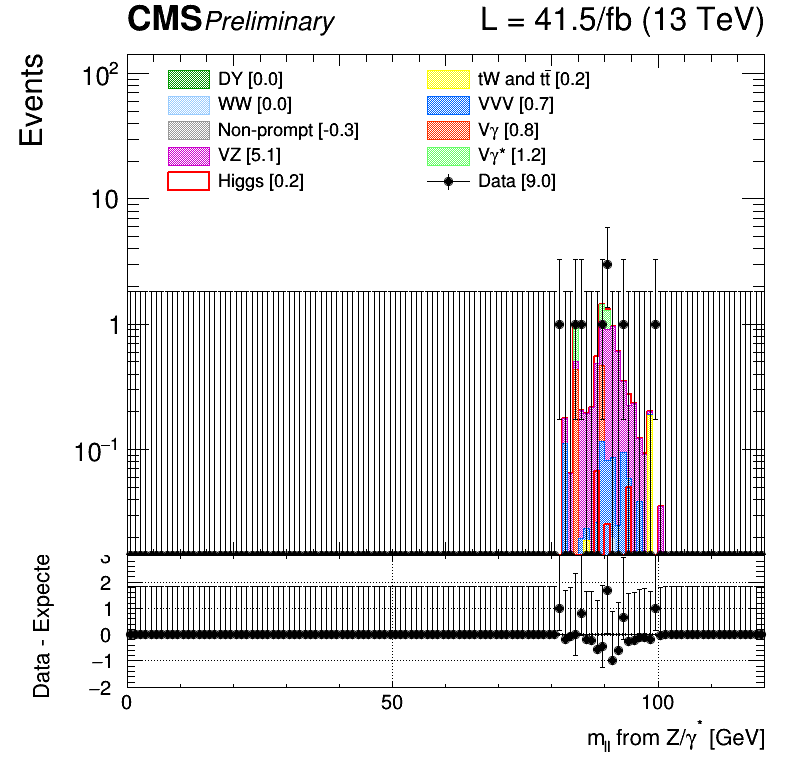 CMS Preliminary L = 41.5/fb (13 TeV)
Events
10²
10
1
10⁻¹
DY [0.0]
WW [0.0]
Non-prompt [-0.3]
VZ [5.1]
Higgs [0.2]
tW and tt̄ [0.2]
VVV [0.7]
Vγ [0.8]
Vγ* [1.2]
Data [9.0]
Data - Expecte
3
2
1
0
−1
−2
0 50 100
m_ll from Z/γ* [GeV]